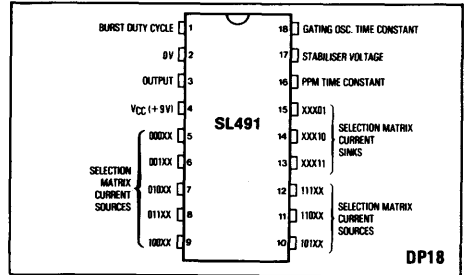 BURST DUTY CYCLE 1
0V 2
OUTPUT 3
VCC (+9V) 4
000XX 5
001XX 6
010XX 7
011XX 8
100XX 9
SELECTION
MATRIX
CURRENT
SOURCES
SL491
18 GATING OSC. TIME CONSTANT
17 STABILISER VOLTAGE
16 PPM TIME CONSTANT
15 XXX01
14 XXX10
13 XXX11
SELECTION MATRIX
CURRENT
SINKS
12 111XX
11 110XX
10 101XX
SELECTION MATRIX
CURRENT
SOURCES
DP18